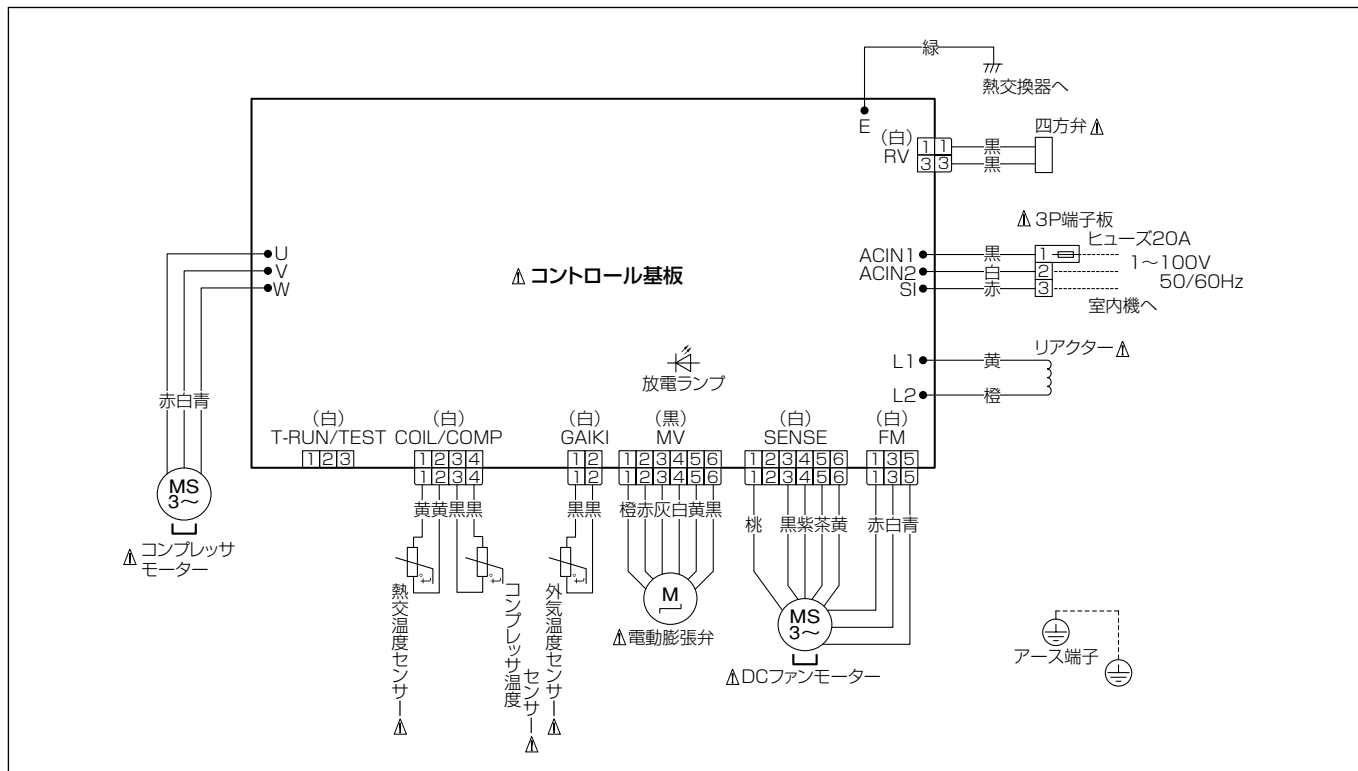 緑
熱交換器へ
E
(白)
RV
1 1
3 3
黒
黒
四方弁
3P端子板
ヒューズ20A
ACIN1
黒
1
ACIN2
白
2
SI
赤
3
1～100V
50/60Hz
室内機へ
U
V
W
コントロール基板
リアクター
L1
黄
L2
橙
放電ランプ
赤白青
MS
3～
コンプレッサ
モーター
(白)
T-RUN/TEST
1 2 3
(白)
COIL/COMP
1 2 3 4
1 2 3 4
黄黄黒黒
熱交温度センサー
コンプレッサ温度
センサー
(白)
GAIKI
1 2
1 2
黒黒
外気温度センサー
(黒)
MV
1 2 3 4 5 6
1 2 3 4 5 6
橙赤灰白黄黒
M
電動膨張弁
(白)
SENSE
1 2 3 4 5 6
1 2 3 4 5 6
桃 黒紫茶黄
(白)
FM
1 3 5
1 3 5
赤白青
MS
3～
DCファンモーター
アース端子